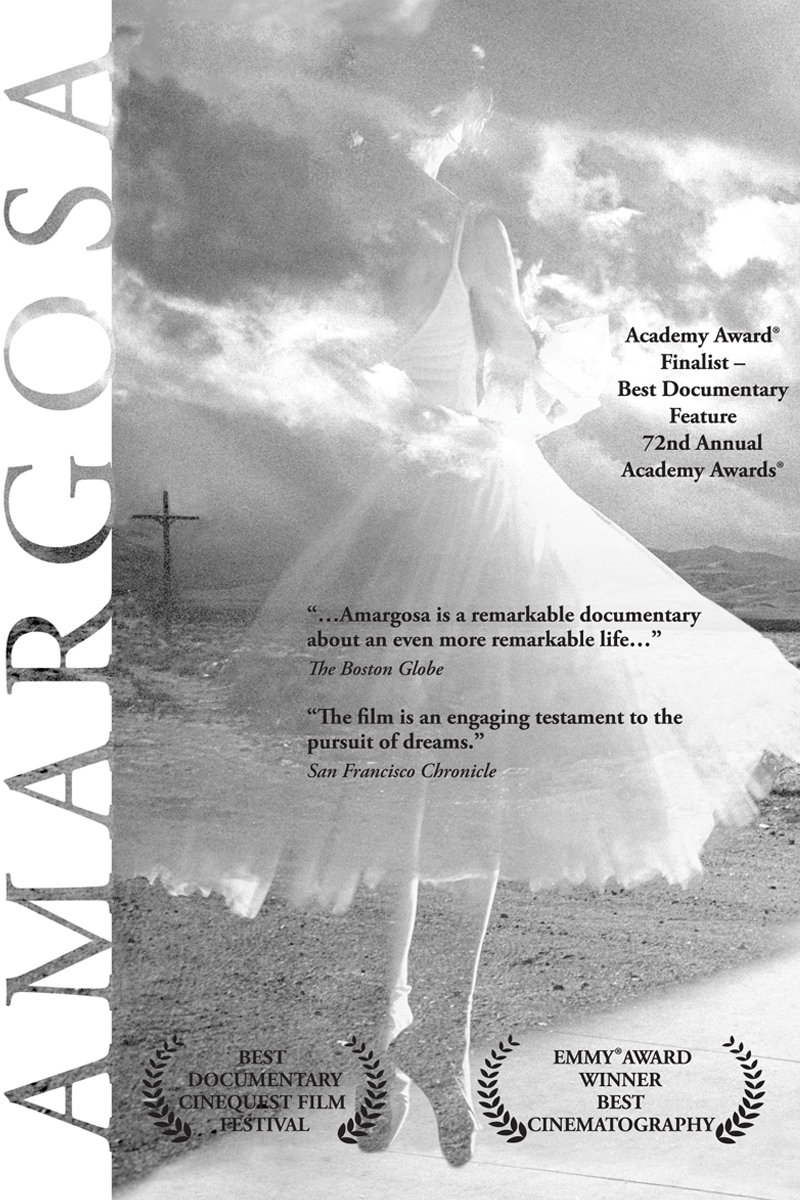 AMARGOSA
Academy Award®
Finalist –
Best Documentary
Feature
72nd Annual
Academy Awards®
“…Amargosa is a remarkable documentary
about an even more remarkable life…”
The Boston Globe
“The film is an engaging testament to the
pursuit of dreams.”
San Francisco Chronicle
BEST
DOCUMENTARY
CINEQUEST FILM
FESTIVAL
EMMY® AWARD
WINNER
BEST
CINEMATOGRAPHY